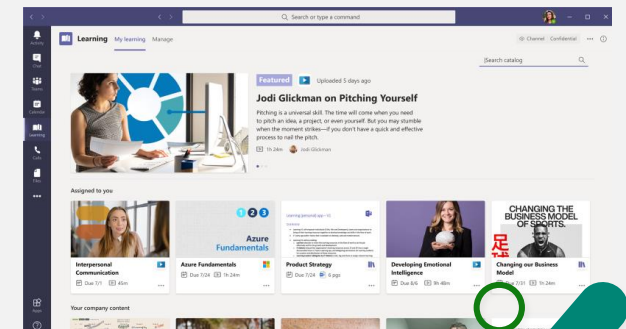 Search or type a command
Activity
Chat
Teams
Calendar
Learning
Calls
Files
Learning My learning Manage
Channel Confidential
Search catalog
Featured Uploaded 5 days ago
Jodi Glickman on Pitching Yourself
Pitching is a universal skill. The time will come when you need
to pitch an idea, a project, or even yourself. But you may stumble
when the moment strikes—if you don't have a quick and effective
process to nail the pitch.
1h 24m Jodi Glickman
Assigned to you
Interpersonal
Communication
Due 7/1 45m
1 2 3
Azure
Fundamentals
Azure Fundamentals
Due 7/24 1h 24m
Product Strategy
Due 7/24 6 pgs
Developing Emotional
Intelligence
Due 8/6 9h 48m
CHANGING THE
BUSINESS MODEL
OF SPORTS.
足
Changing our Business
Model
Due 7/31 1h 24m
Your company content